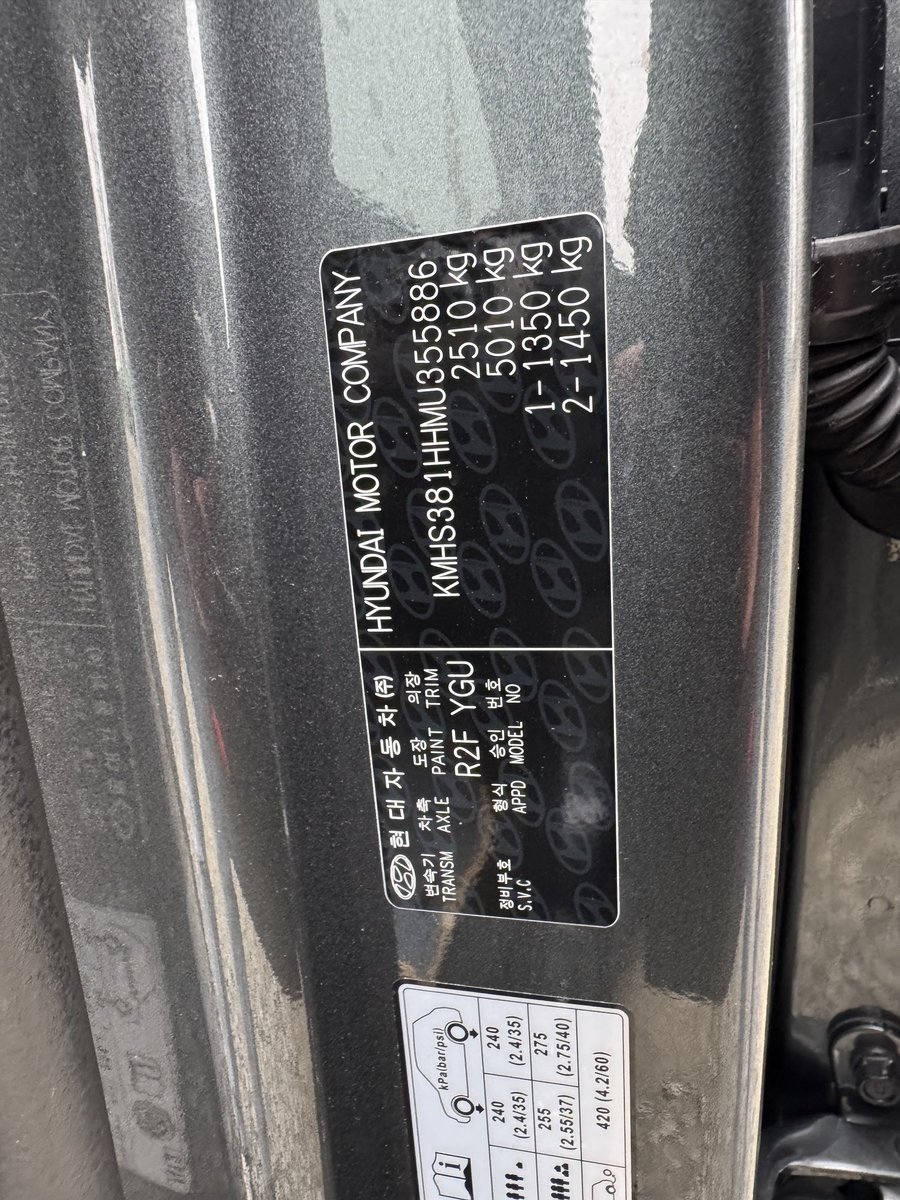 현대자동차(주)
HYUNDAI MOTOR COMPANY
변속기 차축 도장 의장
TRANSM AXLE PAINT TRIM
R2F YGU
정비부호 형식 승인 번호
S.V.C APPD MODEL NO
KMHS381HHMU355886
2510 kg
5010 kg
1-1350 kg
2-1450 kg
kPa(bar/psi)
240 (2.4/35) 240 (2.4/35)
255 (2.55/37) 275 (2.75/40)
420 (4.2/60)